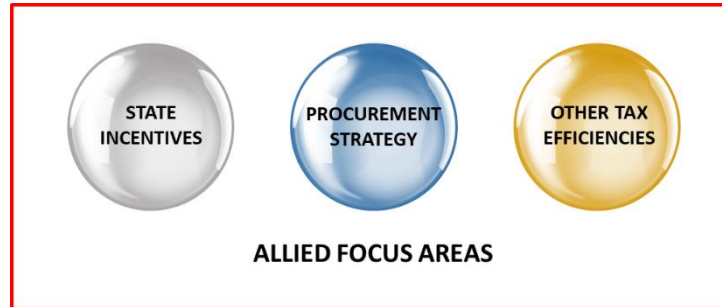 STATE
INCENTIVES
PROCUREMENT
STRATEGY
OTHER TAX
EFFICIENCIES
ALLIED FOCUS AREAS